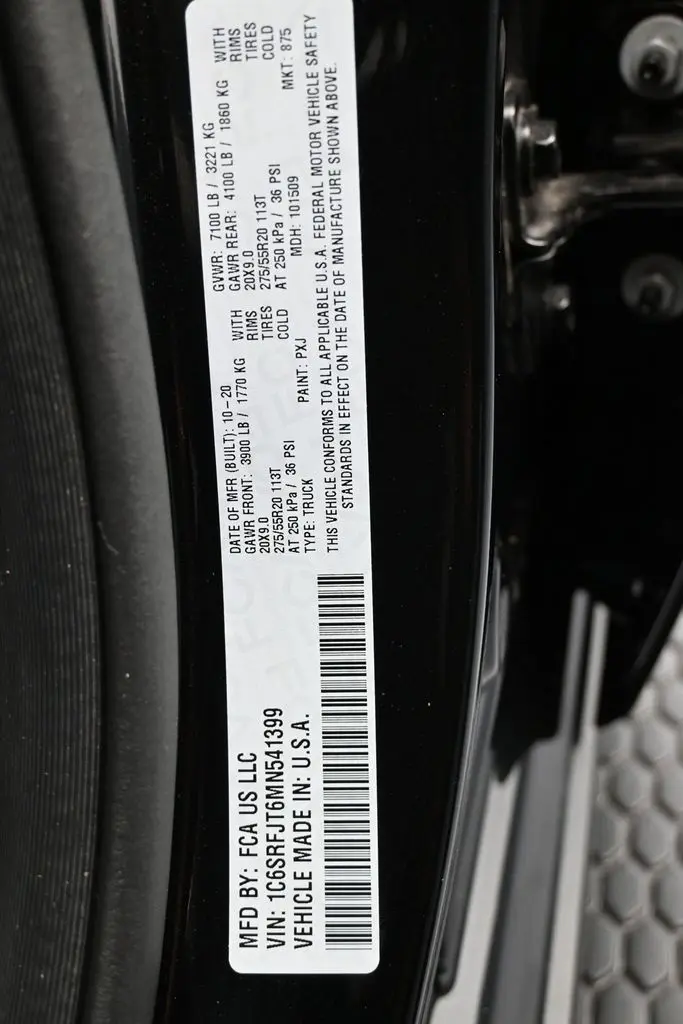 MFD BY: FCA US LLC
VIN: 1C6SRFJT6MN541399
VEHICLE MADE IN: U.S.A.
DATE OF MFR (BUILT): 10-20
GVWR: 7100 LB / 3221 KG
GAWR FRONT: 3900 LB / 1770 KG WITH
GAWR REAR: 4100 LB / 1860 KG WITH
20X9.0 RIMS
20X9.0 RIMS
275/55R20 113T TIRES
275/55R20 113T TIRES
AT 250 kPa / 36 PSI COLD
AT 250 kPa / 36 PSI COLD
TYPE: TRUCK PAINT: PXJ MDH: 101509 MKT: 875
THIS VEHICLE CONFORMS TO ALL APPLICABLE U.S.A. FEDERAL MOTOR VEHICLE SAFETY
STANDARDS IN EFFECT ON THE DATE OF MANUFACTURE SHOWN ABOVE.